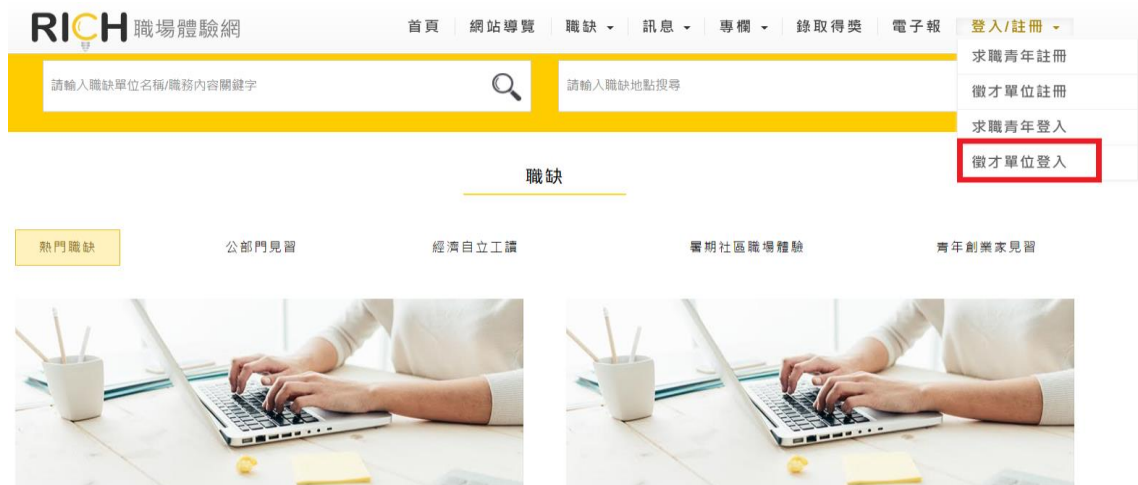 RICH 職場體驗網
首頁 網站導覽 職缺 訊息 專欄 錄取得獎 電子報 登入/註冊
求職青年註冊
徵才單位註冊
求職青年登入
徵才單位登入
請輸入職缺單位名稱/職務內容關鍵字
請輸入職缺地點搜尋
職缺
熱門職缺 公部門見習 經濟自立工讀 暑期社區職場體驗 青年創業家見習